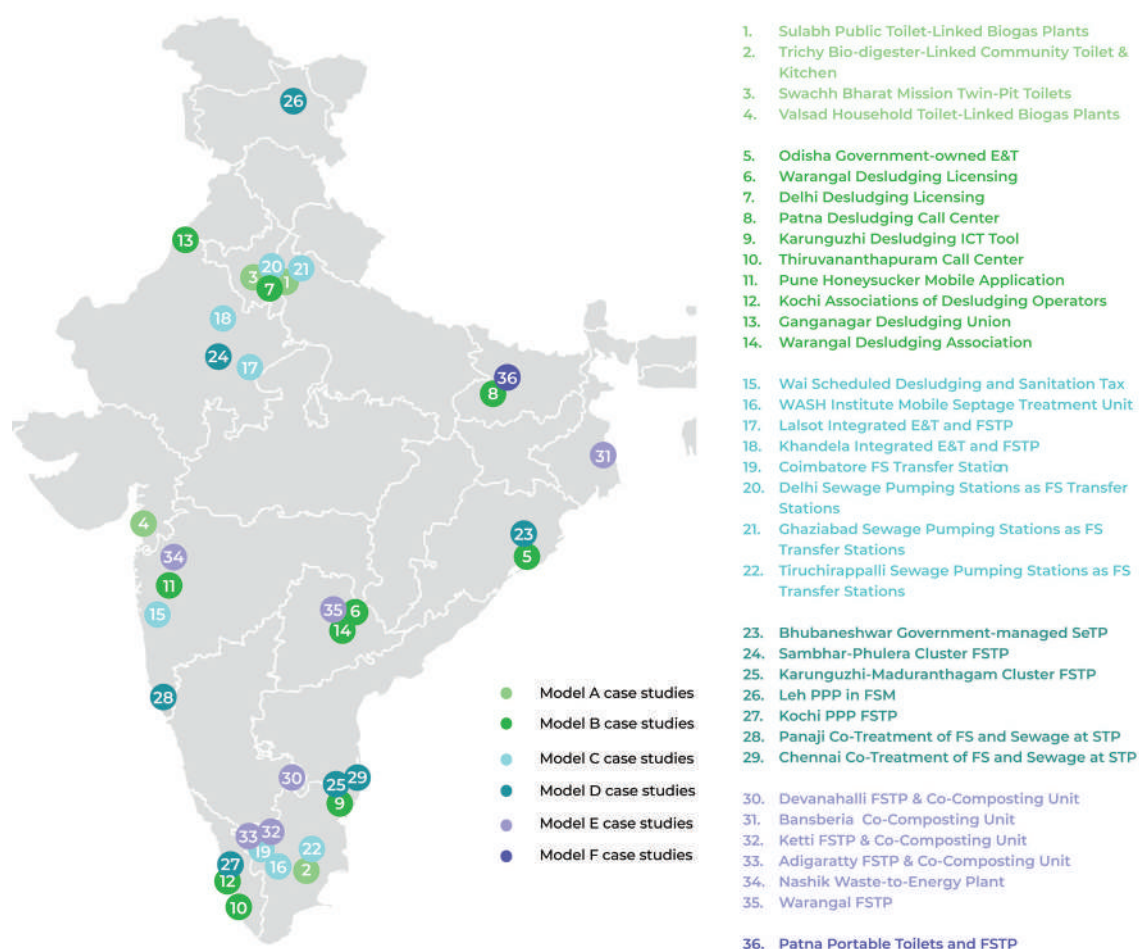 26
13
20
3
21
1
7
18
24
17
36
8
31
4
34
23
5
11
15
35
6
14
28
30
25
29
9
33
32
19
22
27
16
2
12
10
Model A case studies
Model B case studies
Model C case studies
Model D case studies
Model E case studies
Model F case studies
1. Sulabh Public Toilet-Linked Biogas Plants
2. Trichy Bio-digester-Linked Community Toilet &
Kitchen
3. Swachh Bharat Mission Twin-Pit Toilets
4. Valsad Household Toilet-Linked Biogas Plants
5. Odisha Government-owned E&T
6. Warangal Desludging Licensing
7. Delhi Desludging Licensing
8. Patna Desludging Call Center
9. Karunguzhi Desludging ICT Tool
10. Thiruvananthapuram Call Center
11. Pune Honeysucker Mobile Application
12. Kochi Associations of Desludging Operators
13. Ganganagar Desludging Union
14. Warangal Desludging Association
15. Wai Scheduled Desludging and Sanitation Tax
16. WASH Institute Mobile Septage Treatment Unit
17. Lalsot Integrated E&T and FSTP
18. Khandela Integrated E&T and FSTP
19. Coimbatore FS Transfer Station
20. Delhi Sewage Pumping Stations as FS Transfer
Stations
21. Ghaziabad Sewage Pumping Stations as FS
Transfer Stations
22. Tiruchirappalli Sewage Pumping Stations as FS
Transfer Stations
23. Bhubaneshwar Government-managed SeTP
24. Sambhar-Phulera Cluster FSTP
25. Karunguzhi-Maduranthagam Cluster FSTP
26. Leh PPP in FSM
27. Kochi PPP FSTP
28. Panaji Co-Treatment of FS and Sewage at STP
29. Chennai Co-Treatment of FS and Sewage at STP
30. Devanahalli FSTP & Co-Composting Unit
31. Bansberia Co-Composting Unit
32. Ketti FSTP & Co-Composting Unit
33. Adigaratty FSTP & Co-Composting Unit
34. Nashik Waste-to-Energy Plant
35. Warangal FSTP
36. Patna Portable Toilets and FSTP